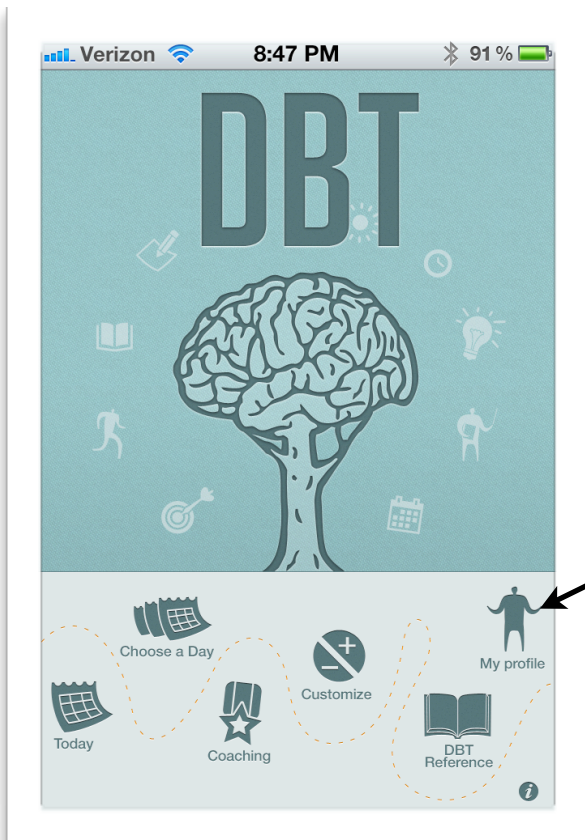 Verizon 8:47 PM 91 %
DBT
Choose a Day
My profile
Customize
Today
Coaching
DBT
Reference
i